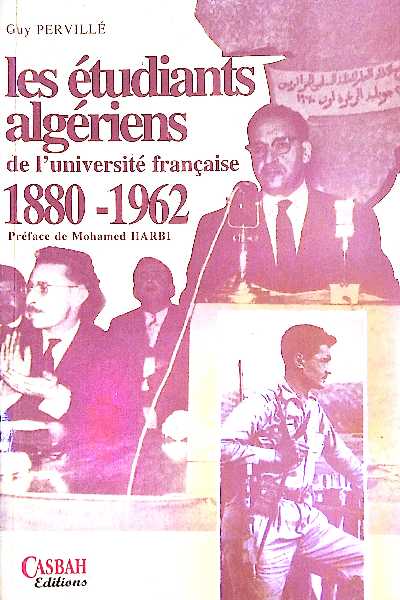 Guy PERVILLÉ
les étudiants
algériens
de l'université française
1880 -1962
Préface de Mohamed HARBI
CASBAH
Editions